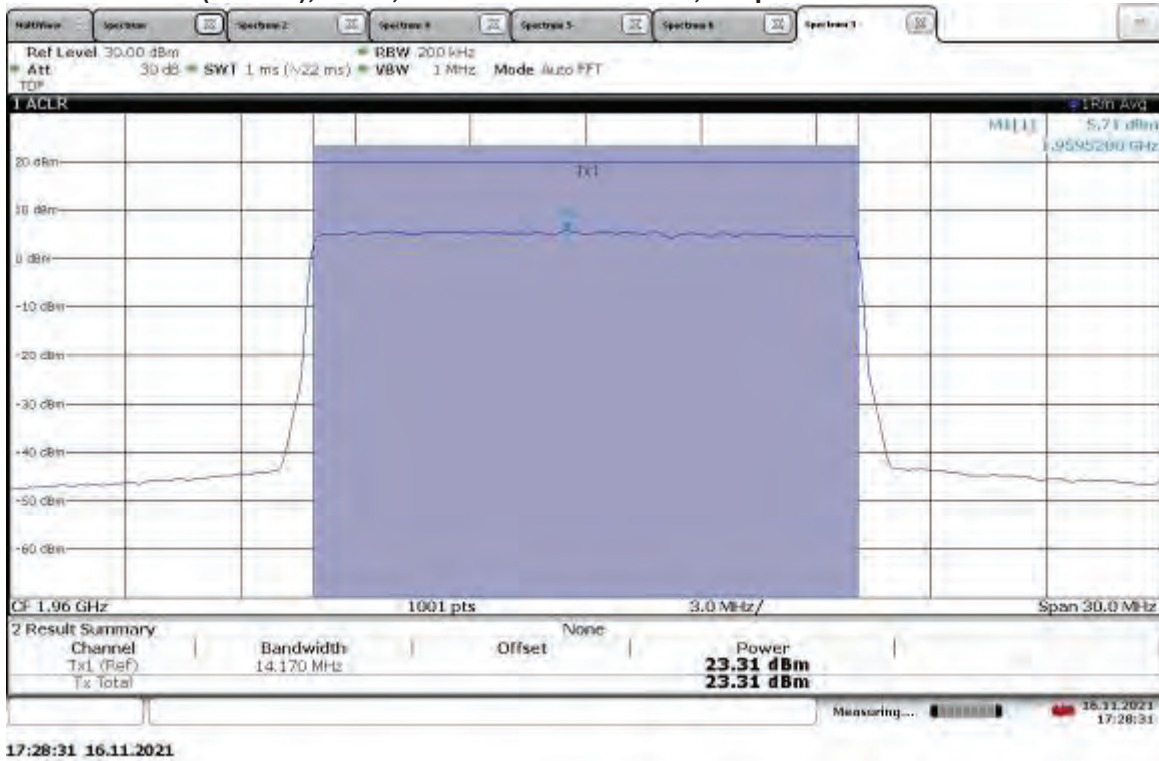 MultiView Spectrum Spectrum 2 Spectrum 4 Spectrum 5 Spectrum 6 Spectrum 3
Ref Level 30.00 dBm RBW 200 kHz
Att 30 dB SWT 1 ms (~22 ms) VBW 1 MHz Mode Auto FFT
TDF
1 ACLR 1Rm Avg
M1[1] 5.71 dBm
1.9595200 GHz
20 dBm
Tx1
10 dBm
0 dBm
-10 dBm
-20 dBm
-30 dBm
-40 dBm
-50 dBm
-60 dBm
CF 1.96 GHz 1001 pts 3.0 MHz/ Span 30.0 MHz
2 Result Summary None
Channel Bandwidth Offset Power
Tx1 (Ref) 14.170 MHz 23.31 dBm
Tx Total 23.31 dBm
Measuring... 16.11.2021
17:28:31
17:28:31 16.11.2021